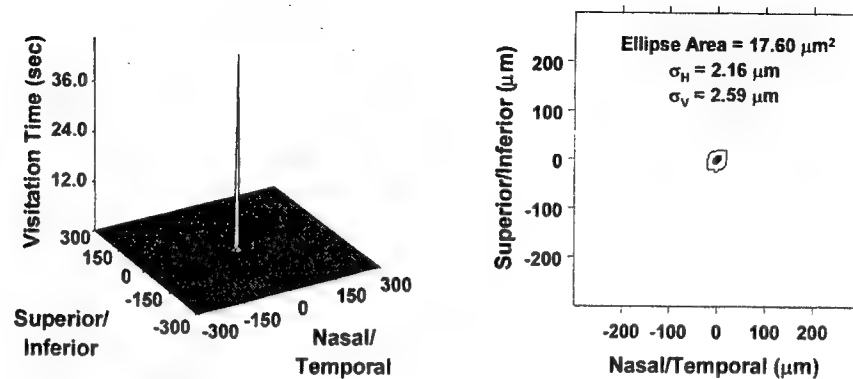 Visitation Time (sec)
36.0
24.0
12.0
300
150
0
-150
-300
-300
-150
0
150
300
Superior/
Inferior
Nasal/
Temporal
Ellipse Area = 17.60 μm²
σH = 2.16 μm
σV = 2.59 μm
Superior/Inferior (μm)
200
100
0
-100
-200
-200 -100 0 100 200
Nasal/Temporal (μm)